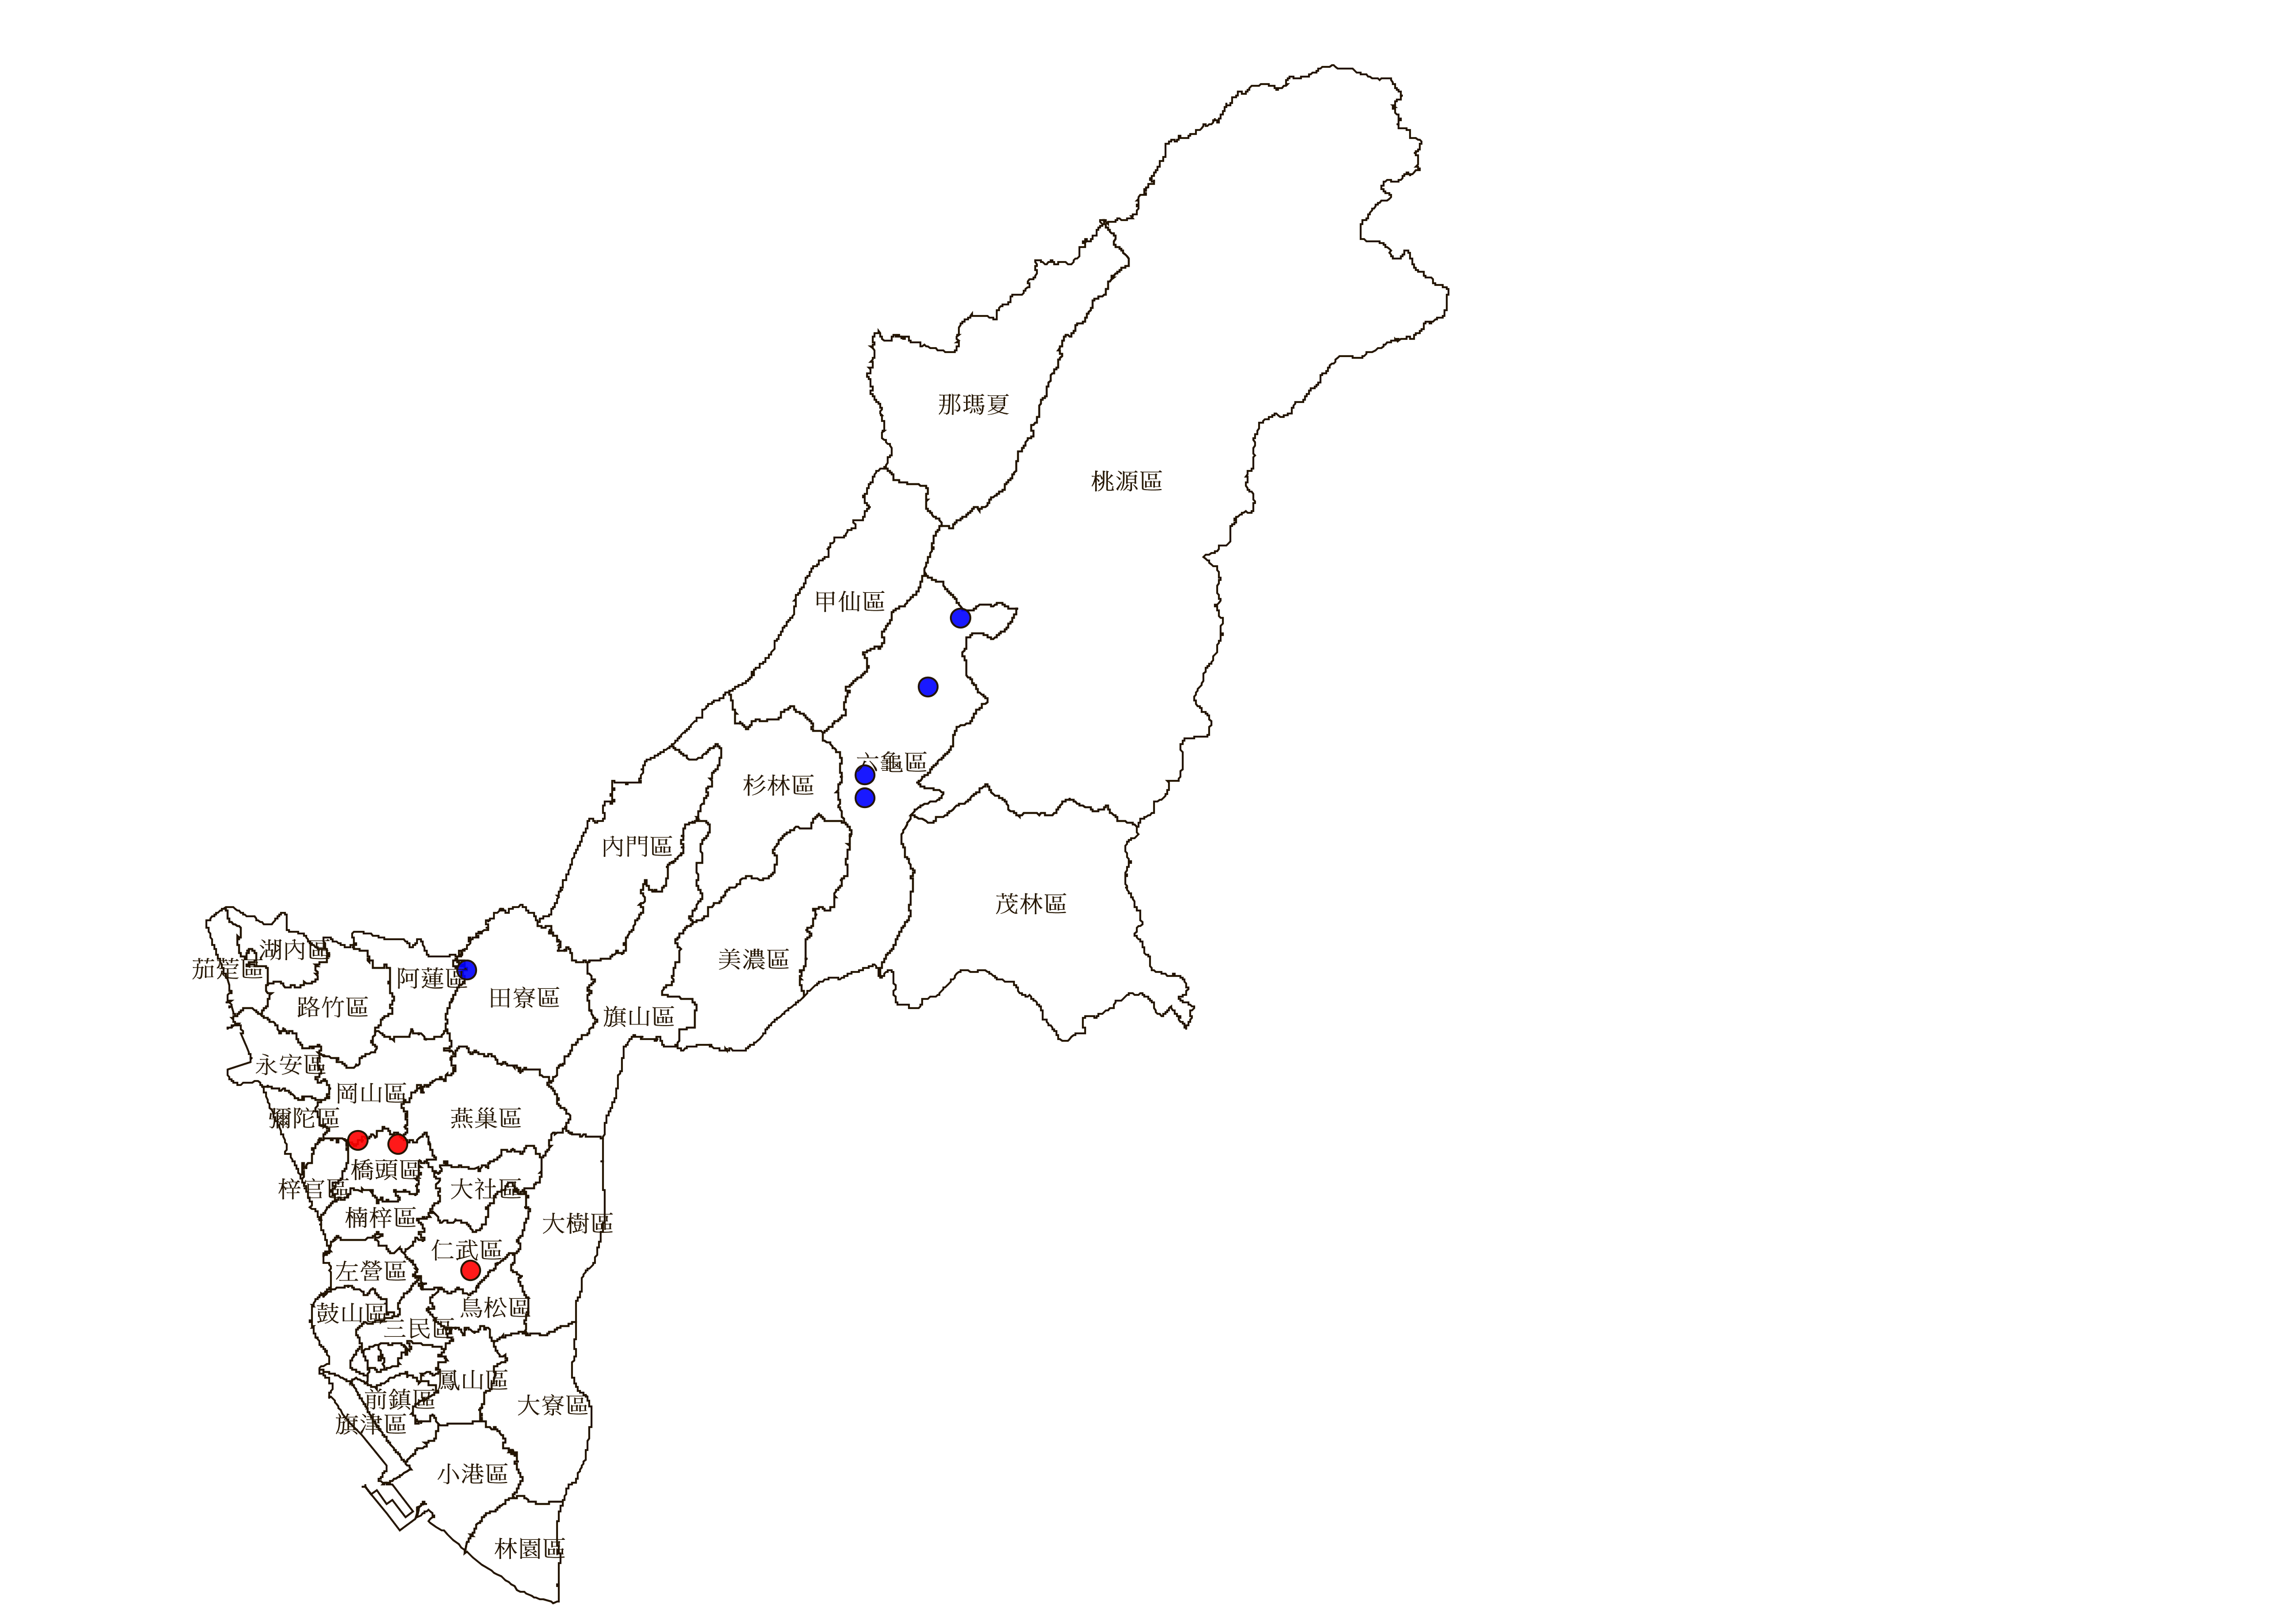 那瑪夏
桃源區
甲仙區
六龜區
杉林區
內門區
茂林區
湖內區
美濃區
茄萣區
阿蓮區
田寮區
路竹區
旗山區
永安區
岡山區
彌陀區
燕巢區
橋頭區
梓官區
大社區
楠梓區
大樹區
仁武區
左營區
鳥松區
鼓山區
三民區
鳳山區
前鎮區
大寮區
旗津區
小港區
林園區